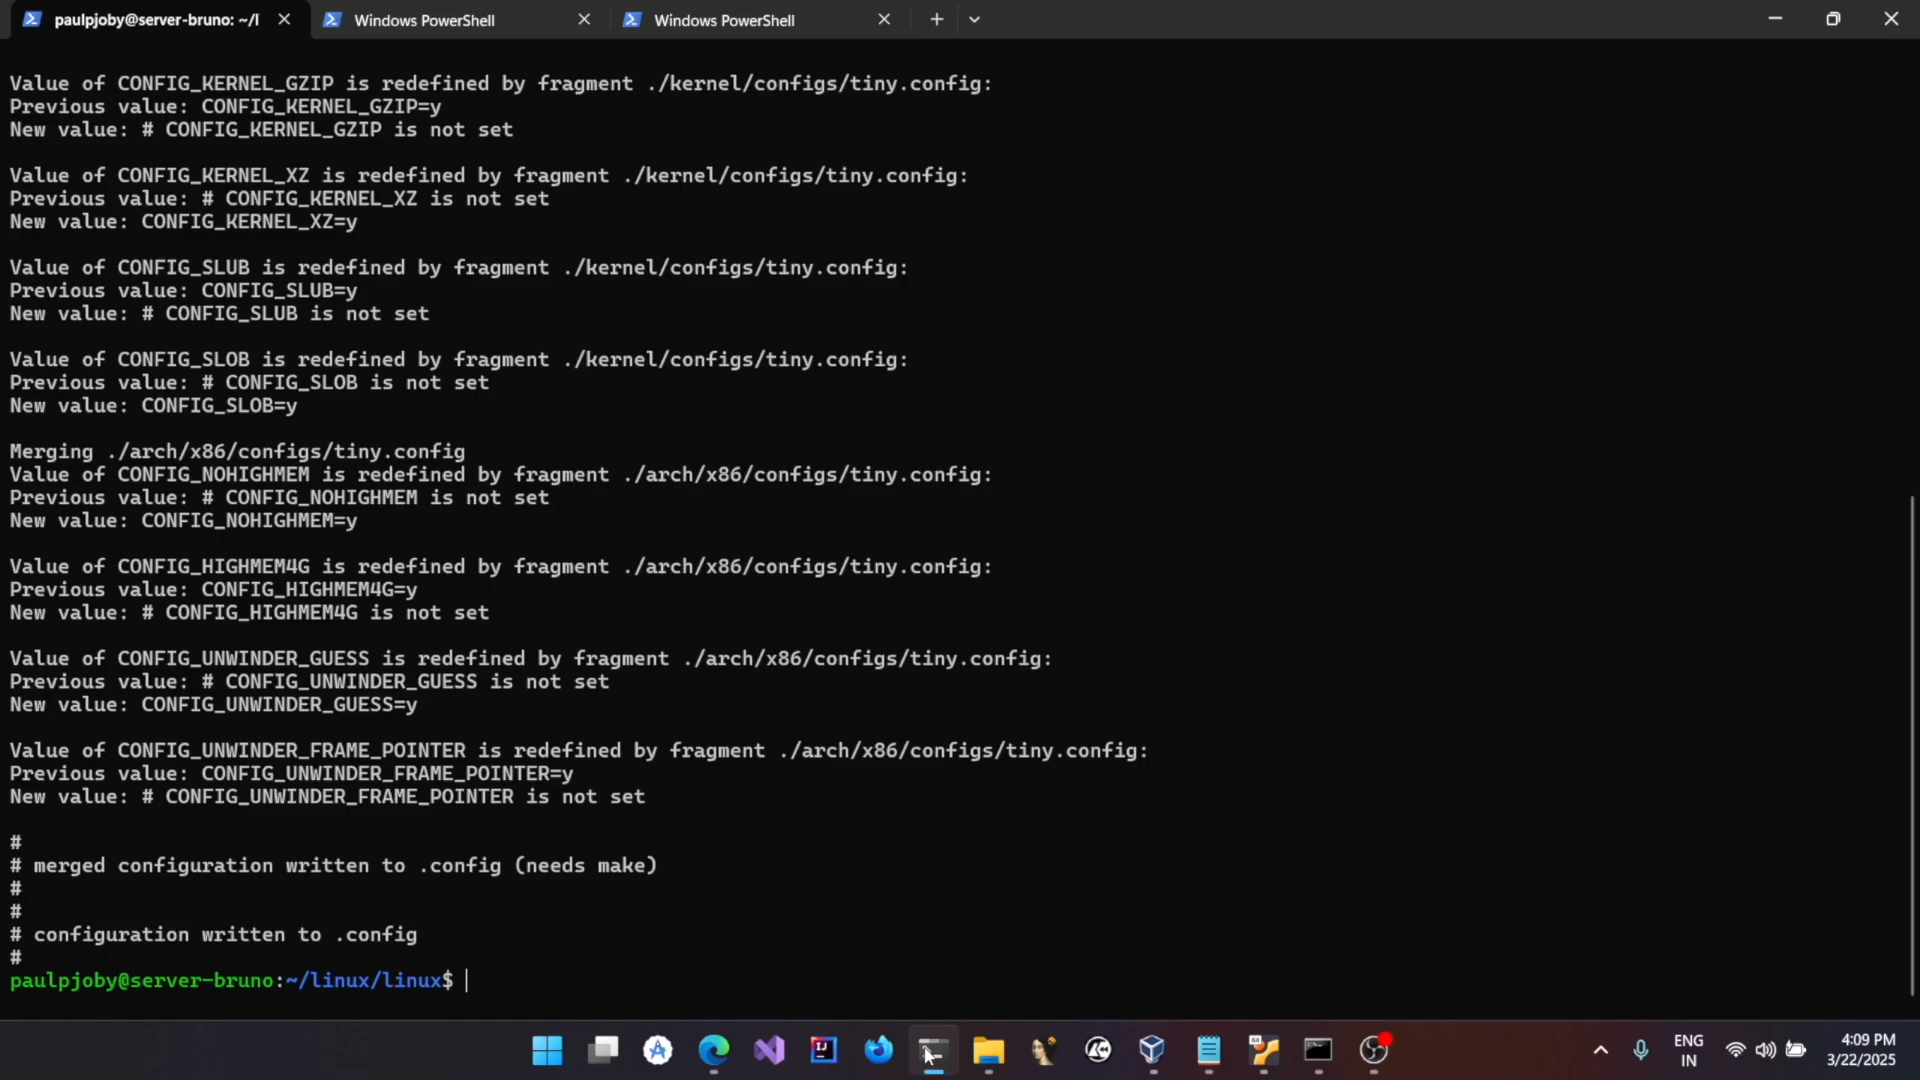 paulpjoby@server-bruno: ~/l
Windows PowerShell
Windows PowerShell
Value of CONFIG_KERNEL_GZIP is redefined by fragment ./kernel/configs/tiny.config:
Previous value: CONFIG_KERNEL_GZIP=y
New value: # CONFIG_KERNEL_GZIP is not set
Value of CONFIG_KERNEL_XZ is redefined by fragment ./kernel/configs/tiny.config:
Previous value: # CONFIG_KERNEL_XZ is not set
New value: CONFIG_KERNEL_XZ=y
Value of CONFIG_SLUB is redefined by fragment ./kernel/configs/tiny.config:
Previous value: CONFIG_SLUB=y
New value: # CONFIG_SLUB is not set
Value of CONFIG_SLOB is redefined by fragment ./kernel/configs/tiny.config:
Previous value: # CONFIG_SLOB is not set
New value: CONFIG_SLOB=y
Merging ./arch/x86/configs/tiny.config
Value of CONFIG_NOHIGHMEM is redefined by fragment ./arch/x86/configs/tiny.config:
Previous value: # CONFIG_NOHIGHMEM is not set
New value: CONFIG_NOHIGHMEM=y
Value of CONFIG_HIGHMEM4G is redefined by fragment ./arch/x86/configs/tiny.config:
Previous value: CONFIG_HIGHMEM4G=y
New value: # CONFIG_HIGHMEM4G is not set
Value of CONFIG_UNWINDER_GUESS is redefined by fragment ./arch/x86/configs/tiny.config:
Previous value: # CONFIG_UNWINDER_GUESS is not set
New value: CONFIG_UNWINDER_GUESS=y
Value of CONFIG_UNWINDER_FRAME_POINTER is redefined by fragment ./arch/x86/configs/tiny.config:
Previous value: CONFIG_UNWINDER_FRAME_POINTER=y
New value: # CONFIG_UNWINDER_FRAME_POINTER is not set
#
# merged configuration written to .config (needs make)
#
#
# configuration written to .config
#
paulpjoby@server-bruno:~/linux/linux$
ENG
IN
4:09 PM
3/22/2025